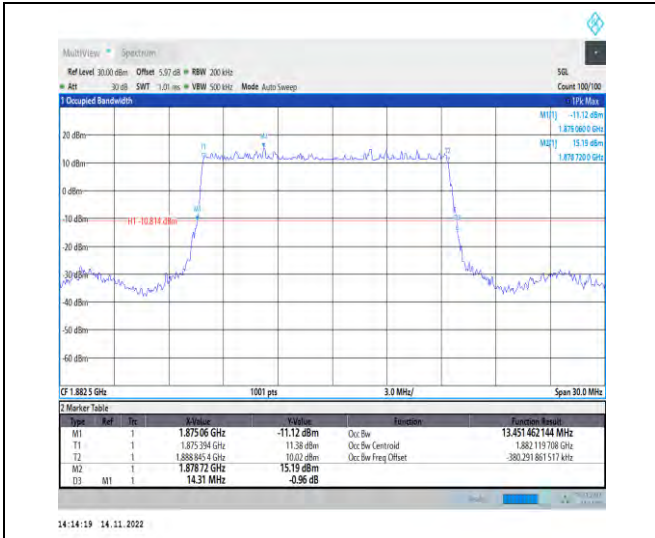 MultiView Spectrum
Ref Level 30.00 dBm Offset 5.97 dB RBW 200 kHz SGL
Att 30 dB SWT 1.01 ms VBW 500 kHz Mode Auto Sweep Count 100/100
1 Occupied Bandwidth 1Pk Max
M1[1] -11.12 dBm
1.875 060 0 GHz
M2[1] 15.19 dBm
1.878 720 0 GHz
20 dBm
M2
T1 T2
10 dBm
0 dBm
M1
-10 dBm
H1 -10.814 dBm
-20 dBm
-30 dBm
-40 dBm
-50 dBm
-60 dBm
CF 1.882 5 GHz 1001 pts 3.0 MHz/ Span 30.0 MHz
2 Marker Table
Type Ref Trc X-Value Y-Value Function Function Result
M1 1 1.875 06 GHz -11.12 dBm Occ Bw 13.451 462 144 MHz
T1 1 1.875 394 GHz 11.38 dBm Occ Bw Centroid 1.882 119 708 GHz
T2 1 1.888 845 4 GHz 10.02 dBm Occ Bw Freq Offset -380.291 861 517 kHz
M2 1 1.878 72 GHz 15.19 dBm
D3 M1 1 14.31 MHz -0.96 dB
14:14:19 14.11.2022